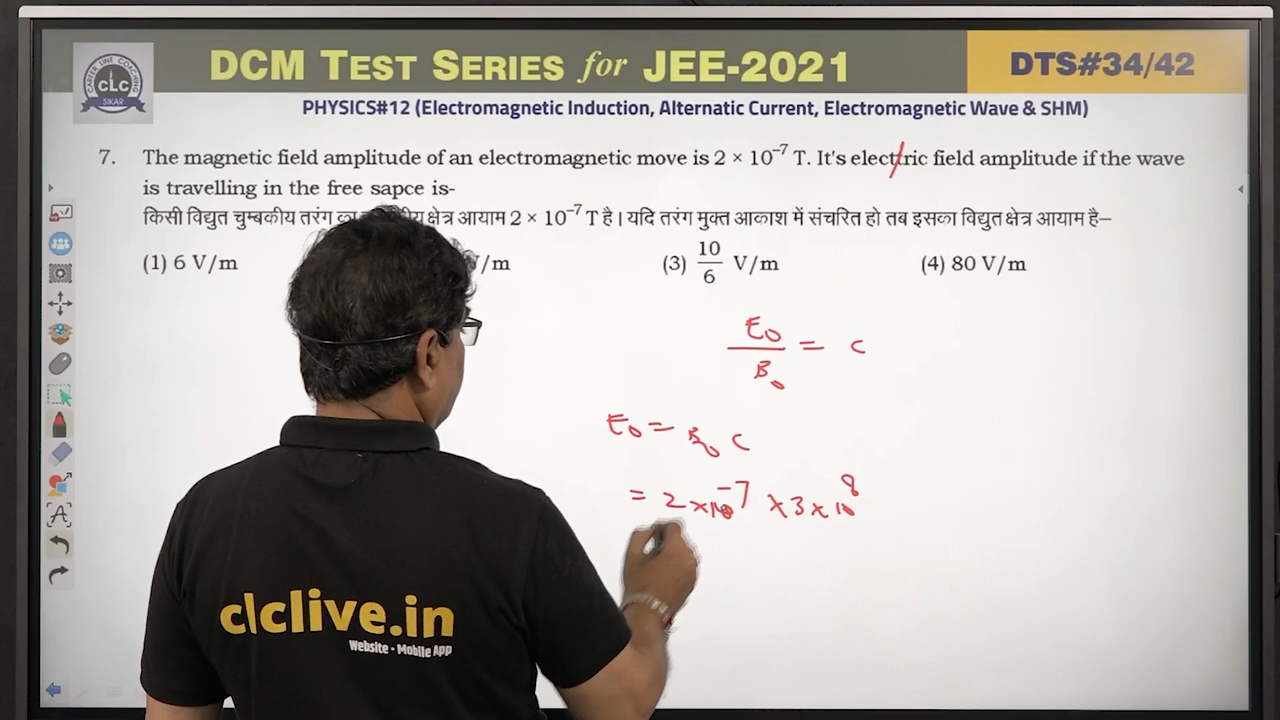 DCM TEST SERIES for JEE-2021
DTS#34/42
CAREER LINE COACHING
CLC
SIKAR
PHYSICS#12 (Electromagnetic Induction, Alternatic Current, Electromagnetic Wave & SHM)
7. The magnetic field amplitude of an electromagnetic move is 2 × 10⁻⁷ T. It's electric field amplitude if the wave
is travelling in the free sapce is-
किसी विद्युत चुम्बकीय तरंग का क्षेत्र आयाम 2 × 10⁻⁷ T है। यदि तरंग मुक्त आकाश में संचरित हो तब इसका विद्युत क्षेत्र आयाम है–
(1) 6 V/m /m (3) 10/6 V/m (4) 80 V/m
E₀/B₀ = c
E₀ = B₀ c
= 2 × 10⁻⁷ × 3 × 10⁸
A
clclive.in
Website • Mobile App